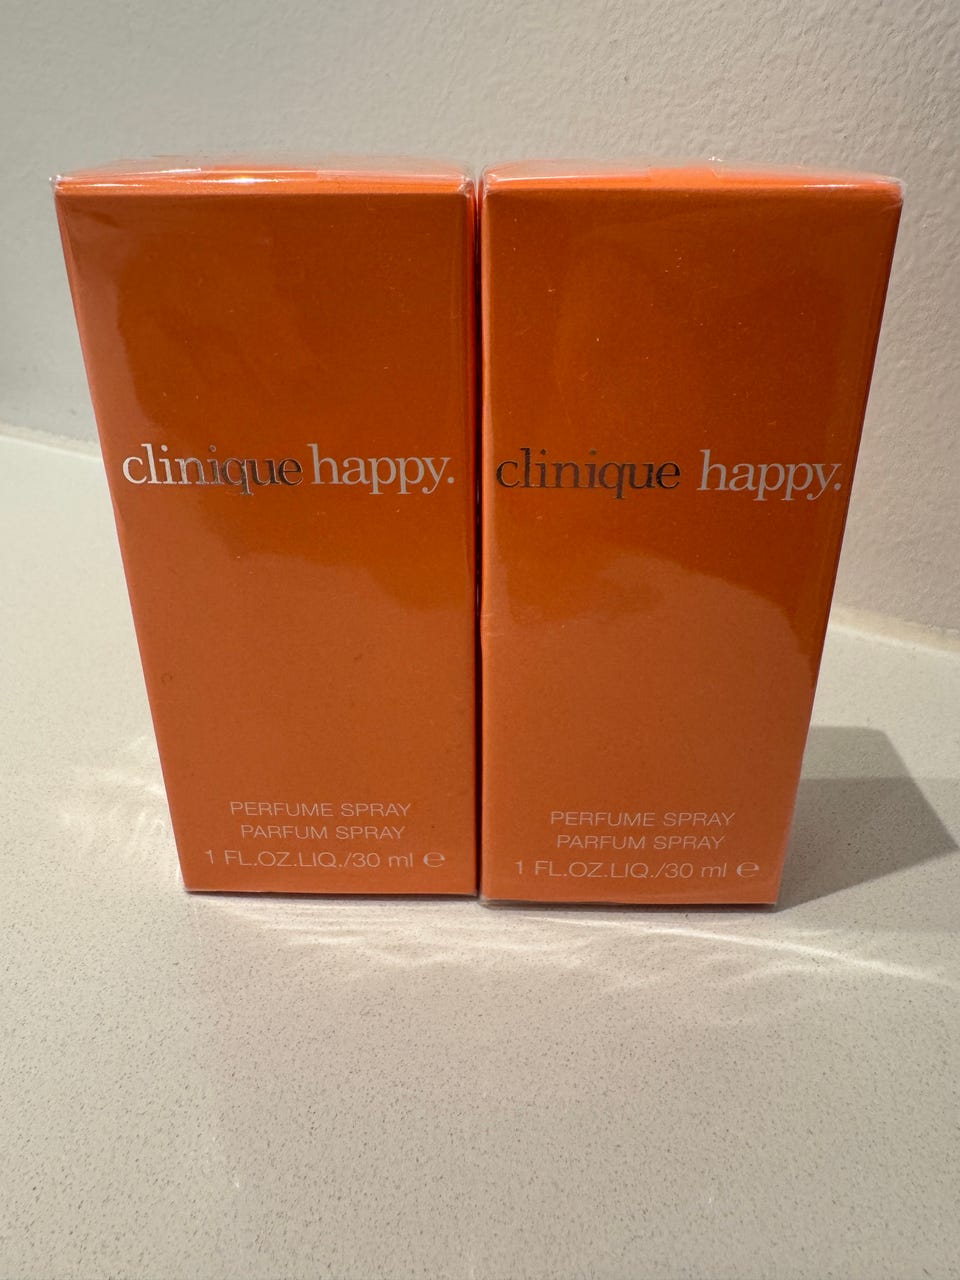 clinique happy.
PERFUME SPRAY
PARFUM SPRAY
1 FL.OZ.LIQ./30 ml ℮
clinique happy.
PERFUME SPRAY
PARFUM SPRAY
1 FL.OZ.LIQ./30 ml ℮